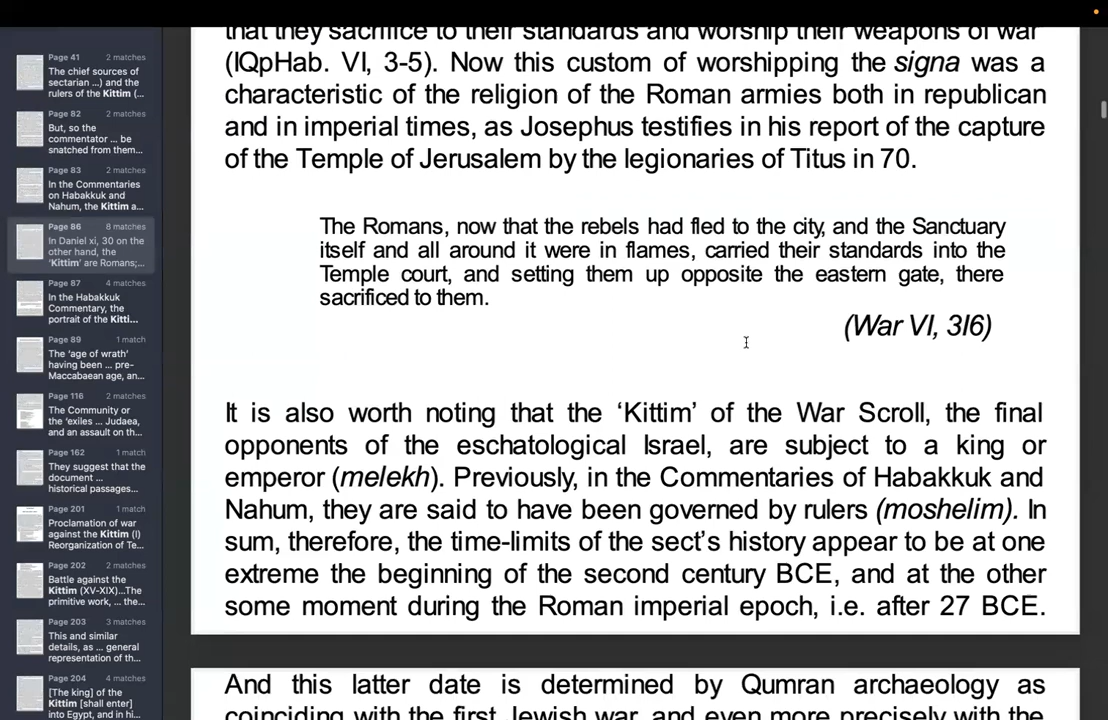 Page 41 2 matches
The chief sources of
sectarian ...) and the
rulers of the Kittim (...
Page 82 2 matches
But, so the
commentator ... be
snatched from them...
Page 83 2 matches
In the Commentaries
on Habakkuk and
Nahum, the Kittim a...
Page 86 8 matches
In Daniel xi, 30 on the
other hand, the
'Kittim' are Romans;...
Page 87 4 matches
In the Habakkuk
Commentary, the
portrait of the Kitti...
Page 89 1 match
The 'age of wrath'
having been ... pre-
Maccabaean age, an...
Page 116 2 matches
The Community or
the 'exiles ... Judaea,
and an assault on th...
Page 162 1 match
They suggest that the
document ...
historical passages...
Page 201 1 match
Proclamation of war
against the Kittim (I)
Reorganization of Te...
Page 202 2 matches
Battle against the
Kittim (XV-XIX)...The
primitive work, ... the...
Page 203 3 matches
This and similar
details, as ... general
representation of th...
Page 204 4 matches
[The king] of the
Kittim [shall enter]
into Egypt, and in hi...
that they sacrifice to their standards and worship their weapons of war
(IQpHab. VI, 3-5). Now this custom of worshipping the signa was a
characteristic of the religion of the Roman armies both in republican
and in imperial times, as Josephus testifies in his report of the capture
of the Temple of Jerusalem by the legionaries of Titus in 70.
The Romans, now that the rebels had fled to the city, and the Sanctuary
itself and all around it were in flames, carried their standards into the
Temple court, and setting them up opposite the eastern gate, there
sacrificed to them.
(War VI, 3I6)
It is also worth noting that the 'Kittim' of the War Scroll, the final
opponents of the eschatological Israel, are subject to a king or
emperor (melekh). Previously, in the Commentaries of Habakkuk and
Nahum, they are said to have been governed by rulers (moshelim). In
sum, therefore, the time-limits of the sect's history appear to be at one
extreme the beginning of the second century BCE, and at the other
some moment during the Roman imperial epoch, i.e. after 27 BCE.
And this latter date is determined by Qumran archaeology as
coinciding with the first Jewish war, and even more precisely with the